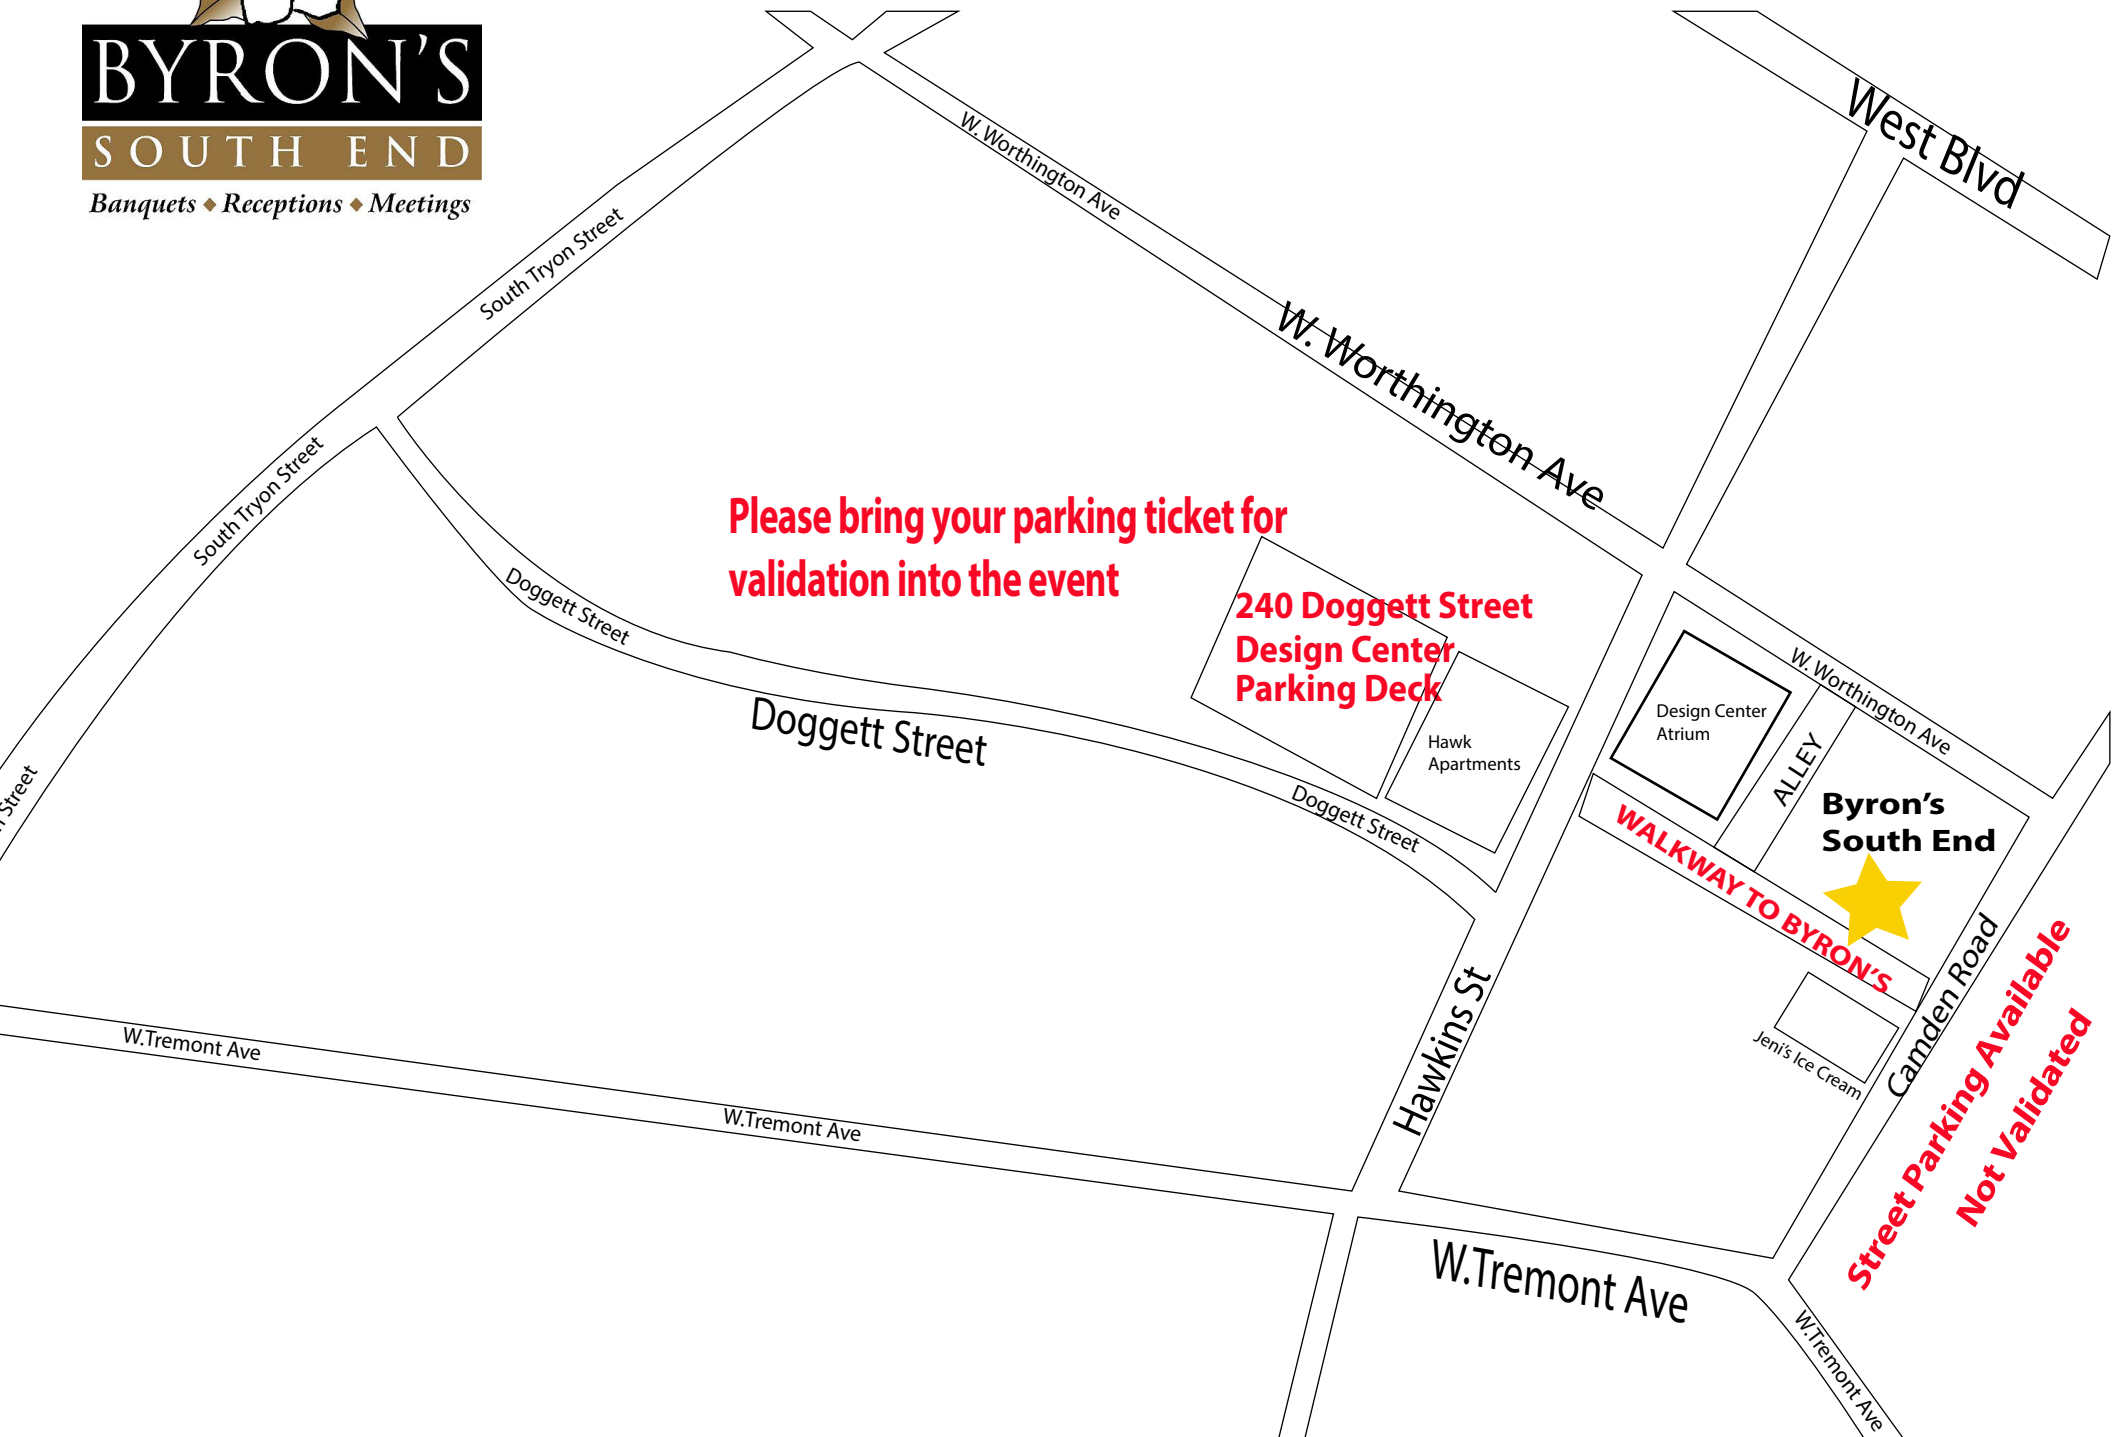 BYRON'S
SOUTH END
Banquets ◆ Receptions ◆ Meetings
West Blvd
W. Worthington Ave
South Tryon Street
W. Worthington Ave
South Tryon Street
Please bring your parking ticket for
validation into the event
240 Doggett Street
Design Center
Parking Deck
Doggett Street
Doggett Street
Hawk
Apartments
Doggett Street
W. Worthington Ave
Design Center
Atrium
ALLEY
Byron's
South End
WALKWAY TO BYRON'S
Street
Hawkins St
Jeni's Ice Cream
Camden Road
Street Parking Available
Not Validated
W.Tremont Ave
W.Tremont Ave
W.Tremont Ave
W.Tremont Ave